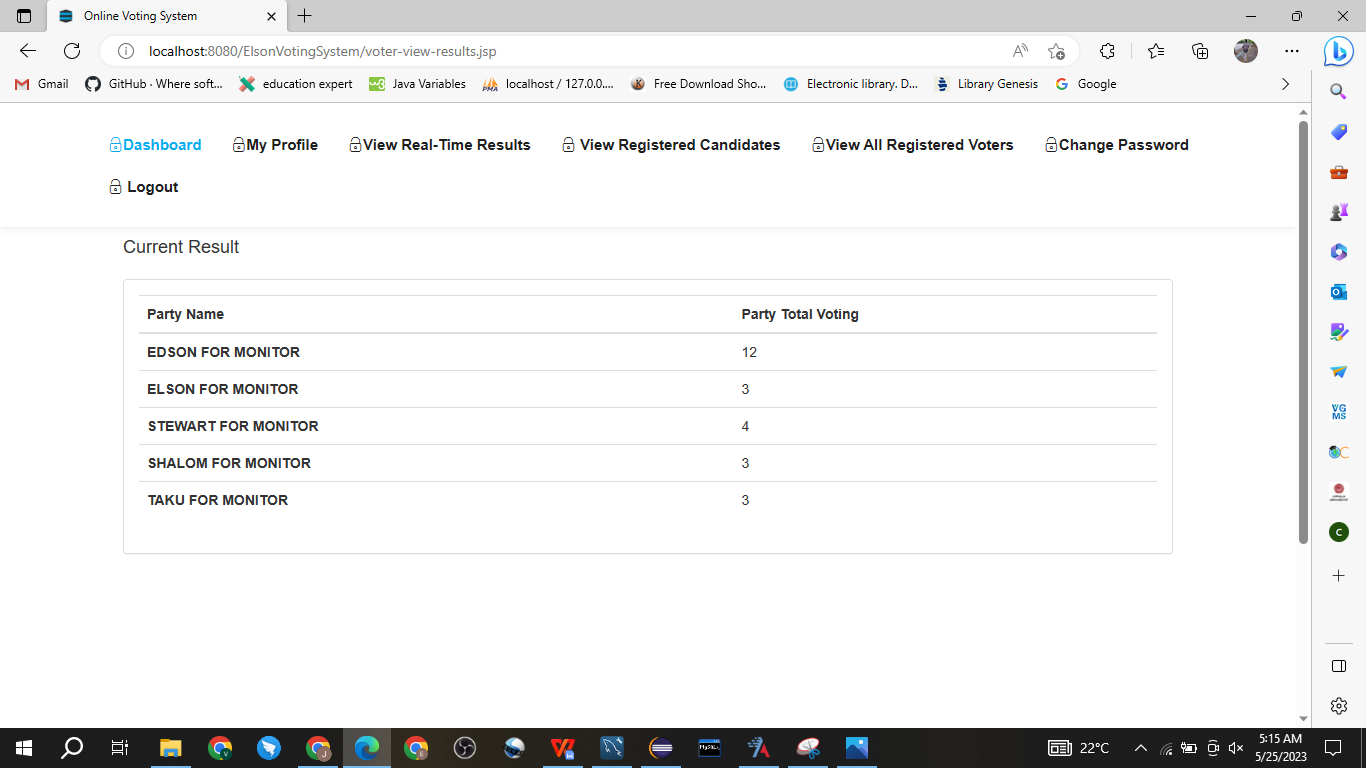 Online Voting System
localhost:8080/ElsonVotingSystem/voter-view-results.jsp
Gmail GitHub · Where soft... education expert Java Variables localhost / 127.0.0.... Free Download Sho... Electronic library. D... Library Genesis Google
Dashboard My Profile View Real-Time Results View Registered Candidates View All Registered Voters Change Password
Logout
Current Result
Party Name Party Total Voting
EDSON FOR MONITOR 12
ELSON FOR MONITOR 3
STEWART FOR MONITOR 4
SHALOM FOR MONITOR 3
TAKU FOR MONITOR 3
22°C
5:15 AM
5/25/2023